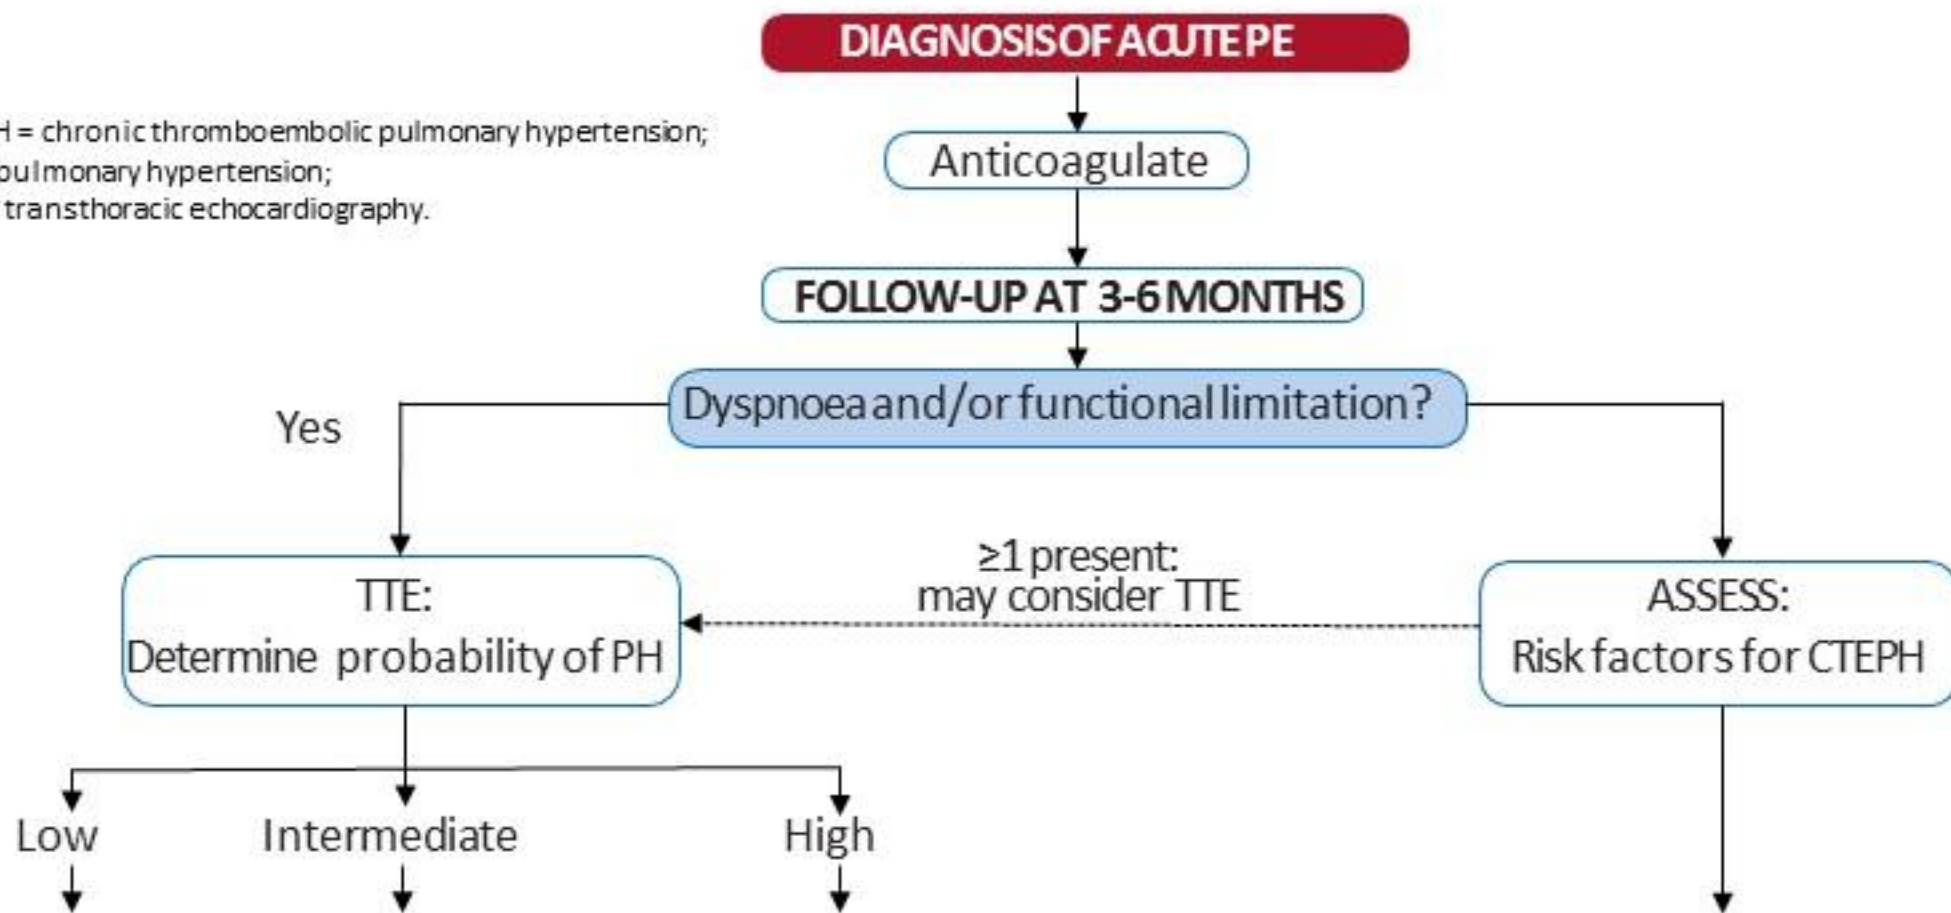 DIAGNOSIS OF ACUTE PE
H = chronic thromboembolic pulmonary hypertension;
pulmonary hypertension;
transthoracic echocardiography.
Anticoagulate
FOLLOW-UP AT 3-6 MONTHS
Dyspnoea and/or functional limitation?
Yes
≥1 present:
may consider TTE
TTE:
Determine probability of PH
ASSESS:
Risk factors for CTEPH
Low
Intermediate
High